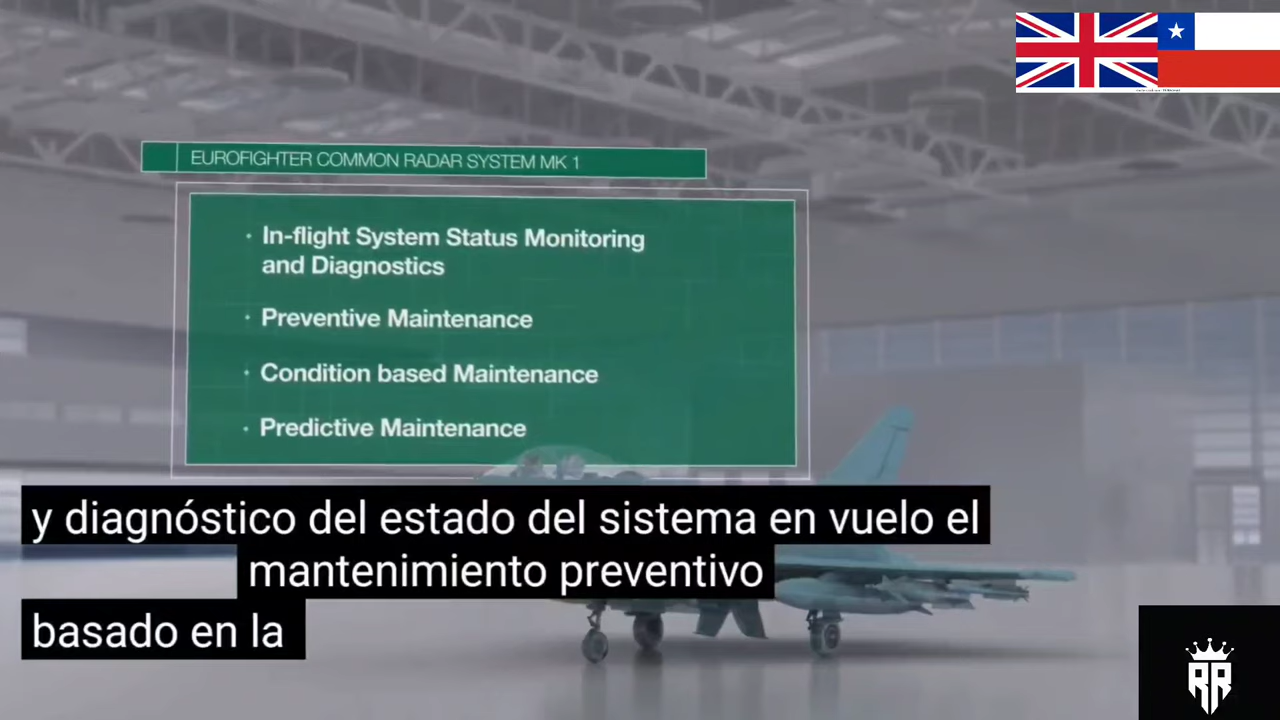 EUROFIGHTER COMMON RADAR SYSTEM MK 1
· In-flight System Status Monitoring
and Diagnostics
· Preventive Maintenance
· Condition based Maintenance
· Predictive Maintenance
y diagnóstico del estado del sistema en vuelo el
mantenimiento preventivo
basado en la
RR